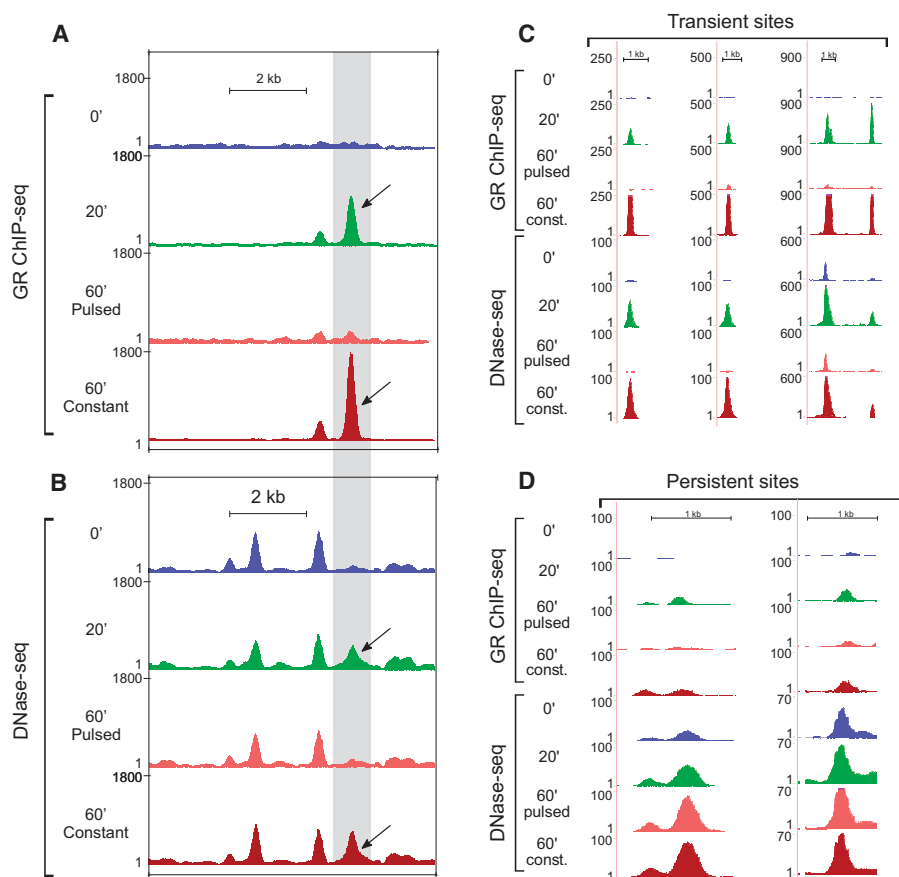 A
1800
2 kb
0'
1
1800
20'
1
1800
60'
Pulsed
1
1800
60'
Constant
1
GR ChIP-seq
B
1800
2 kb
0'
1
1800
20'
1
1800
60'
Pulsed
1
1800
60'
Constant
1
DNase-seq
C
Transient sites
250 500 900
1 kb 1 kb 1 kb
0'
1 1 1
250 500 900
20'
1 1 1
250 500 900
60'
pulsed
1 1 1
250 500 900
60'
const.
1 1 1
GR ChIP-seq
100 100 600
0'
1 1 1
100 100 600
20'
1 1 1
100 100 600
60'
pulsed
1 1 1
100 100 600
60'
const.
1 1 1
DNase-seq
D
Persistent sites
100 100
1 kb 1 kb
0'
1 1
100 100
20'
1 1
100 100
60'
pulsed
1 1
100 100
60'
const.
1 1
GR ChIP-seq
100 70
0'
1 1
100 70
20'
1 1
100 70
60'
pulsed
1 1
100 70
60'
const.
1 1
DNase-seq